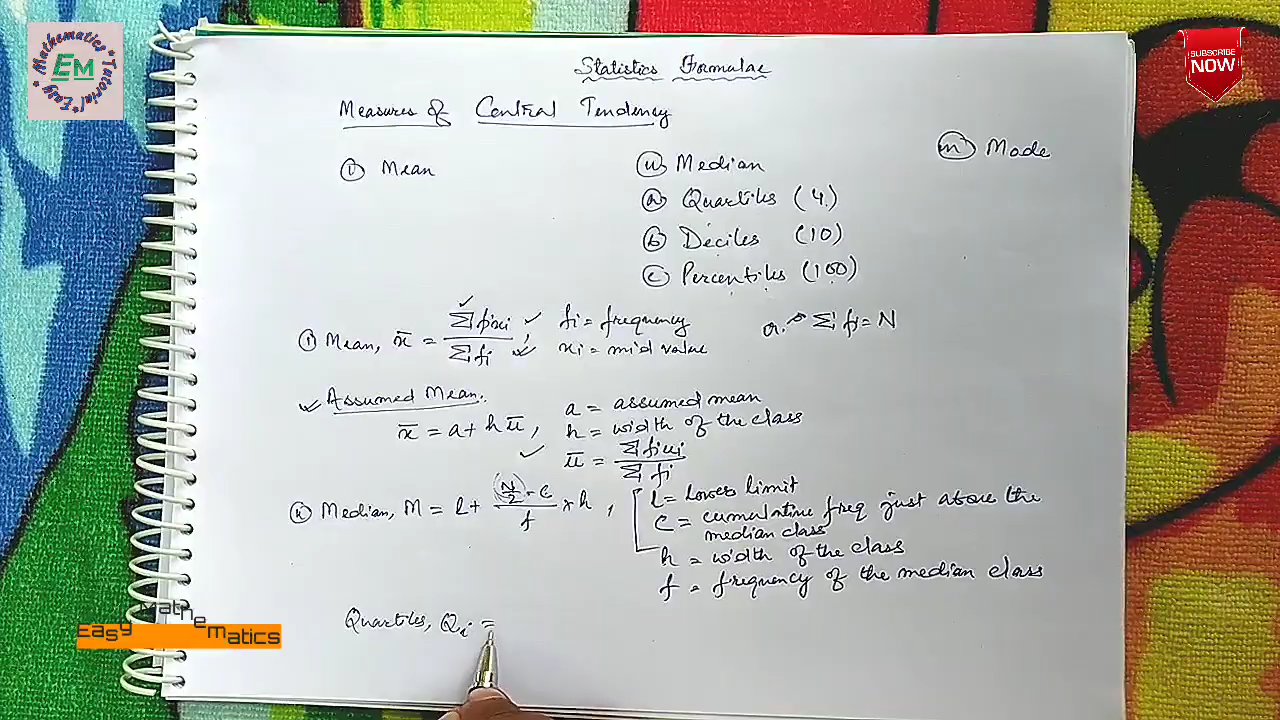 Mathematics Tutorial Easy
EM
SUBSCRIBE
NOW
Statistics Formulae
Measures of Central Tendency
(i) Mean
(ii) Median
(iii) Mode
(a) Quartiles (4)
(b) Deciles (10)
(c) Percentiles (100)
(i) Mean, x̄ = Σfixi / Σfi , fi = frequency
xi = mid value
Σfi = N
Assumed Mean:
x̄ = a + hū , a = assumed mean
h = width of the class
ū = Σfiui / Σfi
(ii) Median, M = l + (N/2 - c)/f × h , l = lower limit
c = cumulative freq just above the
median class
h = width of the class
f = frequency of the median class
Quartiles, Qi =
Easy Mathematics